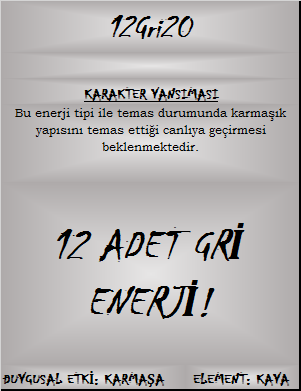 12Gri20
KARAKTER YANSIMASI
Bu enerji tipi ile temas durumunda karmaşık
yapısını temas ettiği canlıya geçirmesi
beklenmektedir.
12 ADET GRİ
ENERJİ!
DUYGUSAL ETKİ: KARMAŞA ELEMENT: KAYA